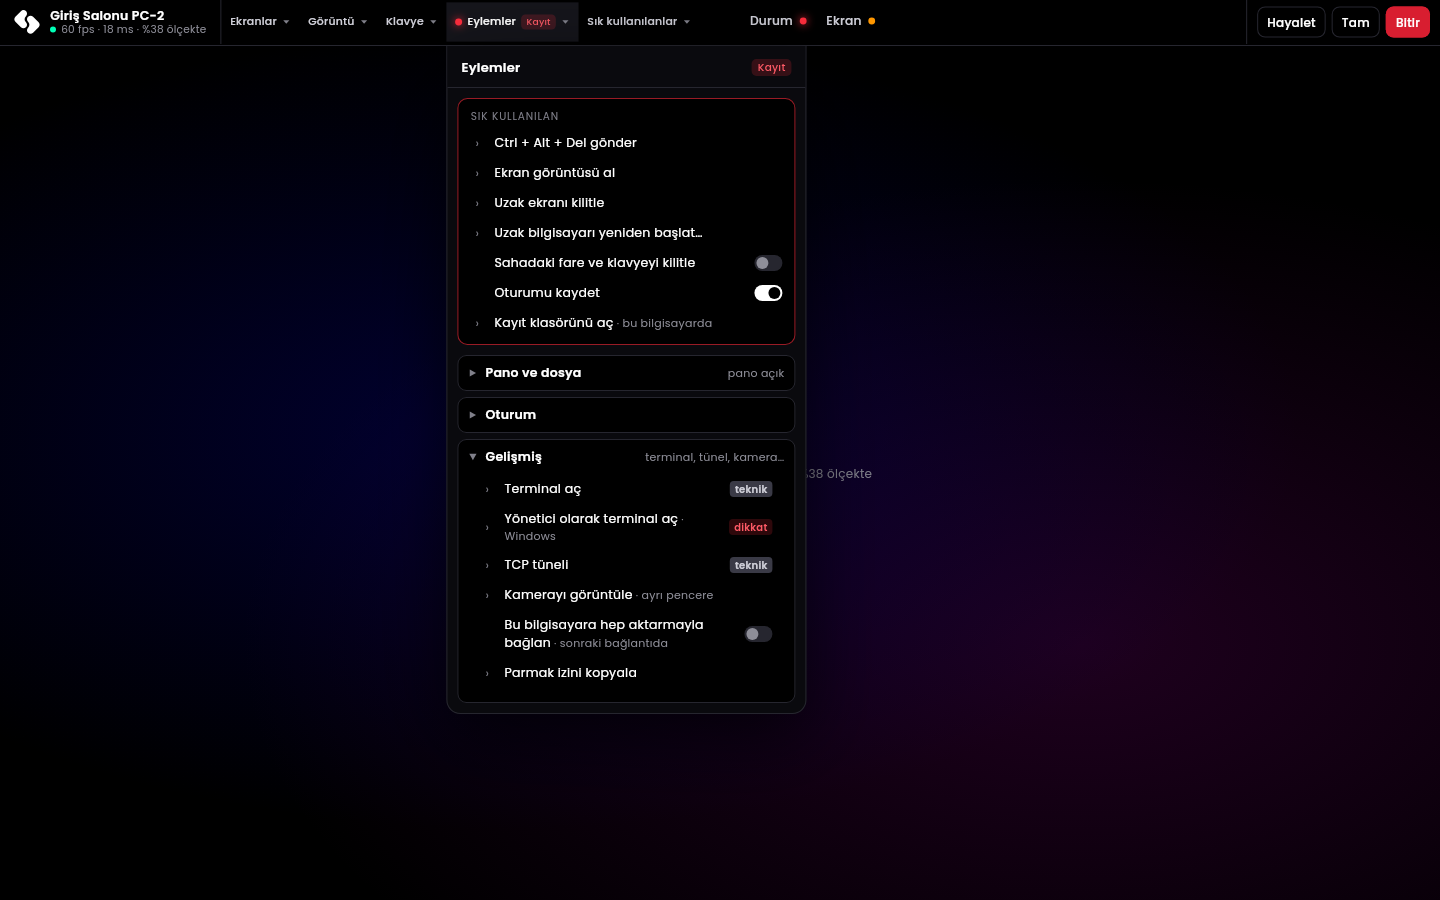 Giriş Salonu PC-2
60 fps · 18 ms · %38 ölçekte
Ekranlar
Görüntü
Klavye
Eylemler Kayıt
Sık kullanılanlar
Durum
Ekran
Hayalet
Tam
Bitir
Eylemler
Kayıt
SIK KULLANILAN
Ctrl + Alt + Del gönder
Ekran görüntüsü al
Uzak ekranı kilitle
Uzak bilgisayarı yeniden başlat...
Sahadaki fare ve klavyeyi kilitle
Oturumu kaydet
Kayıt klasörünü aç · bu bilgisayarda
Pano ve dosya
pano açık
Oturum
Gelişmiş
terminal, tünel, kamera...
Terminal aç
teknik
Yönetici olarak terminal aç ·
Windows
dikkat
TCP tüneli
teknik
Kamerayı görüntüle · ayrı pencere
Bu bilgisayara hep aktarmayla
bağlan · sonraki bağlantıda
Parmak izini kopyala
38 ölçekte